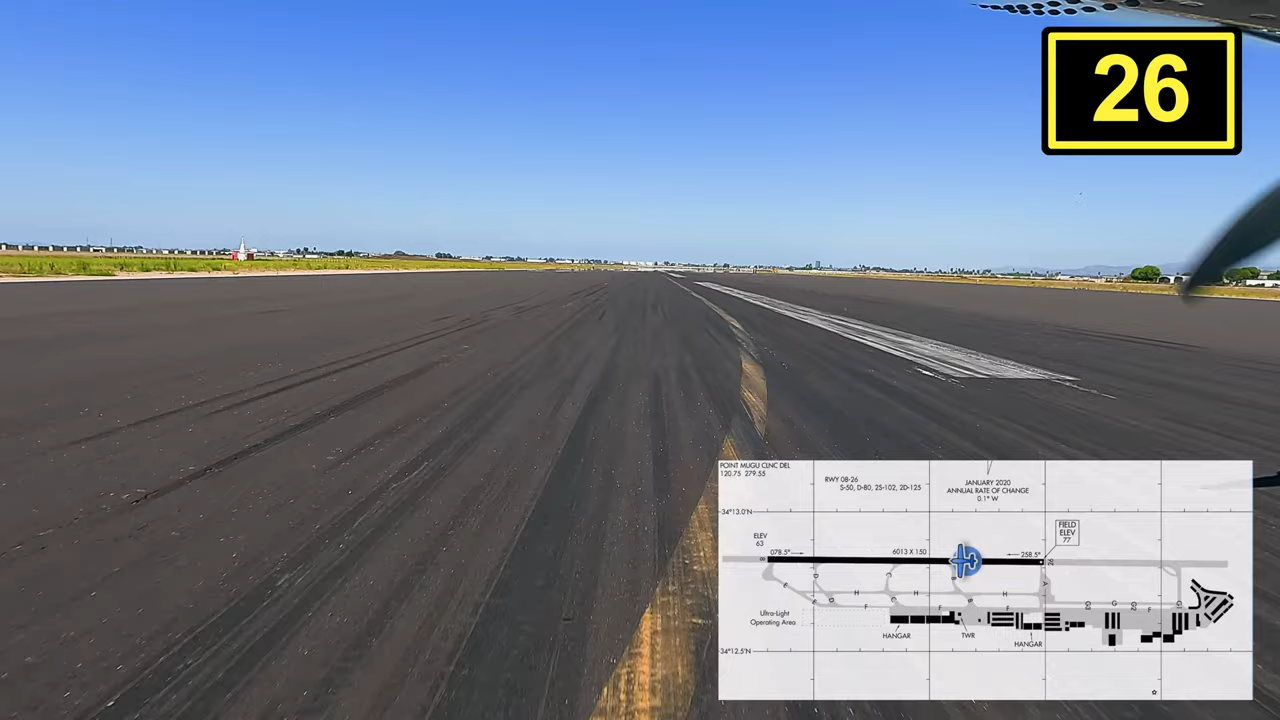 26
POINT MUGU CLNC DEL
120.75 279.55
RWY 08-26
S-50, D-80, 2S-102, 2D-125
JANUARY 2020
ANNUAL RATE OF CHANGE
0.1° W
34°13.0'N
ELEV
63
FIELD
ELEV
77
078.5°
6013 X 150
258.5°
26
A
H
H
H
F
F
F
G
F
Ultra-Light
Operating Area
HANGAR
TWR
HANGAR
34°12.5'N